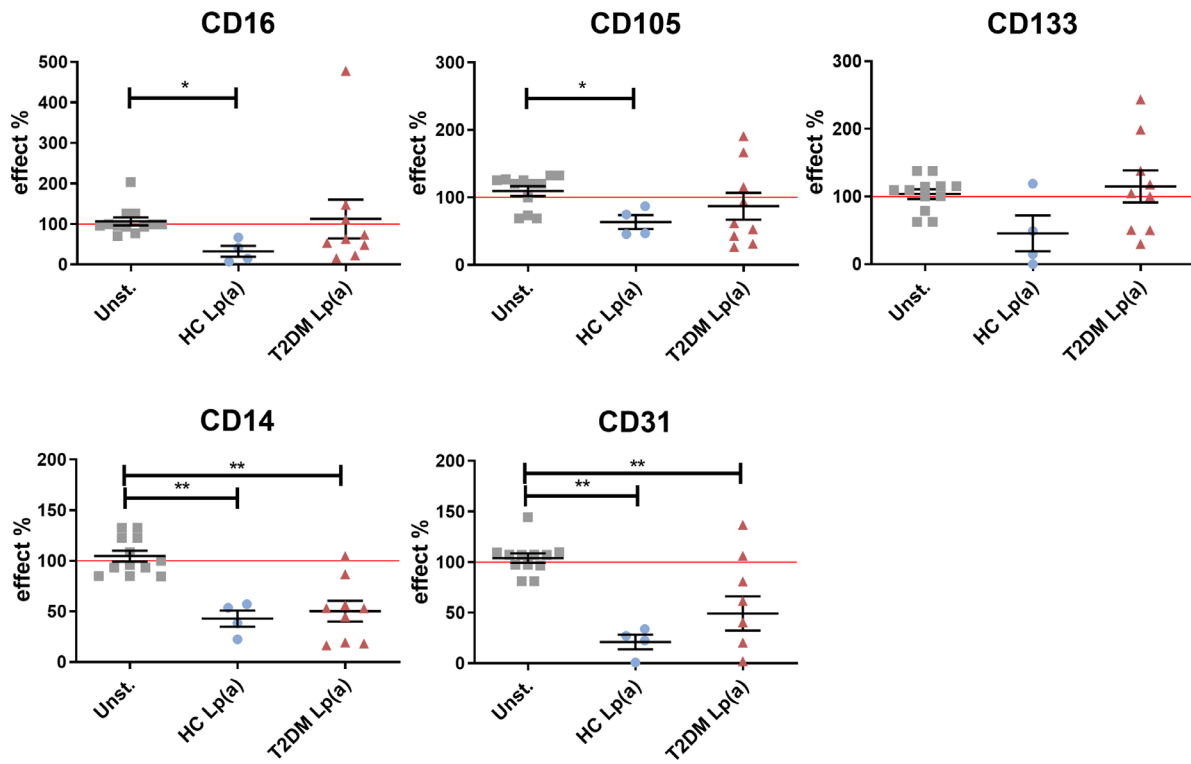 CD16
effect %
500
400
300
200
100
0
*
Unst.
HC Lp(a)
T2DM Lp(a)
CD105
effect %
300
200
100
0
*
Unst.
HC Lp(a)
T2DM Lp(a)
CD133
effect %
300
200
100
0
Unst.
HC Lp(a)
T2DM Lp(a)
CD14
effect %
200
150
100
50
0
**
**
Unst.
HC Lp(a)
T2DM Lp(a)
CD31
effect %
200
150
100
50
0
**
**
Unst.
HC Lp(a)
T2DM Lp(a)